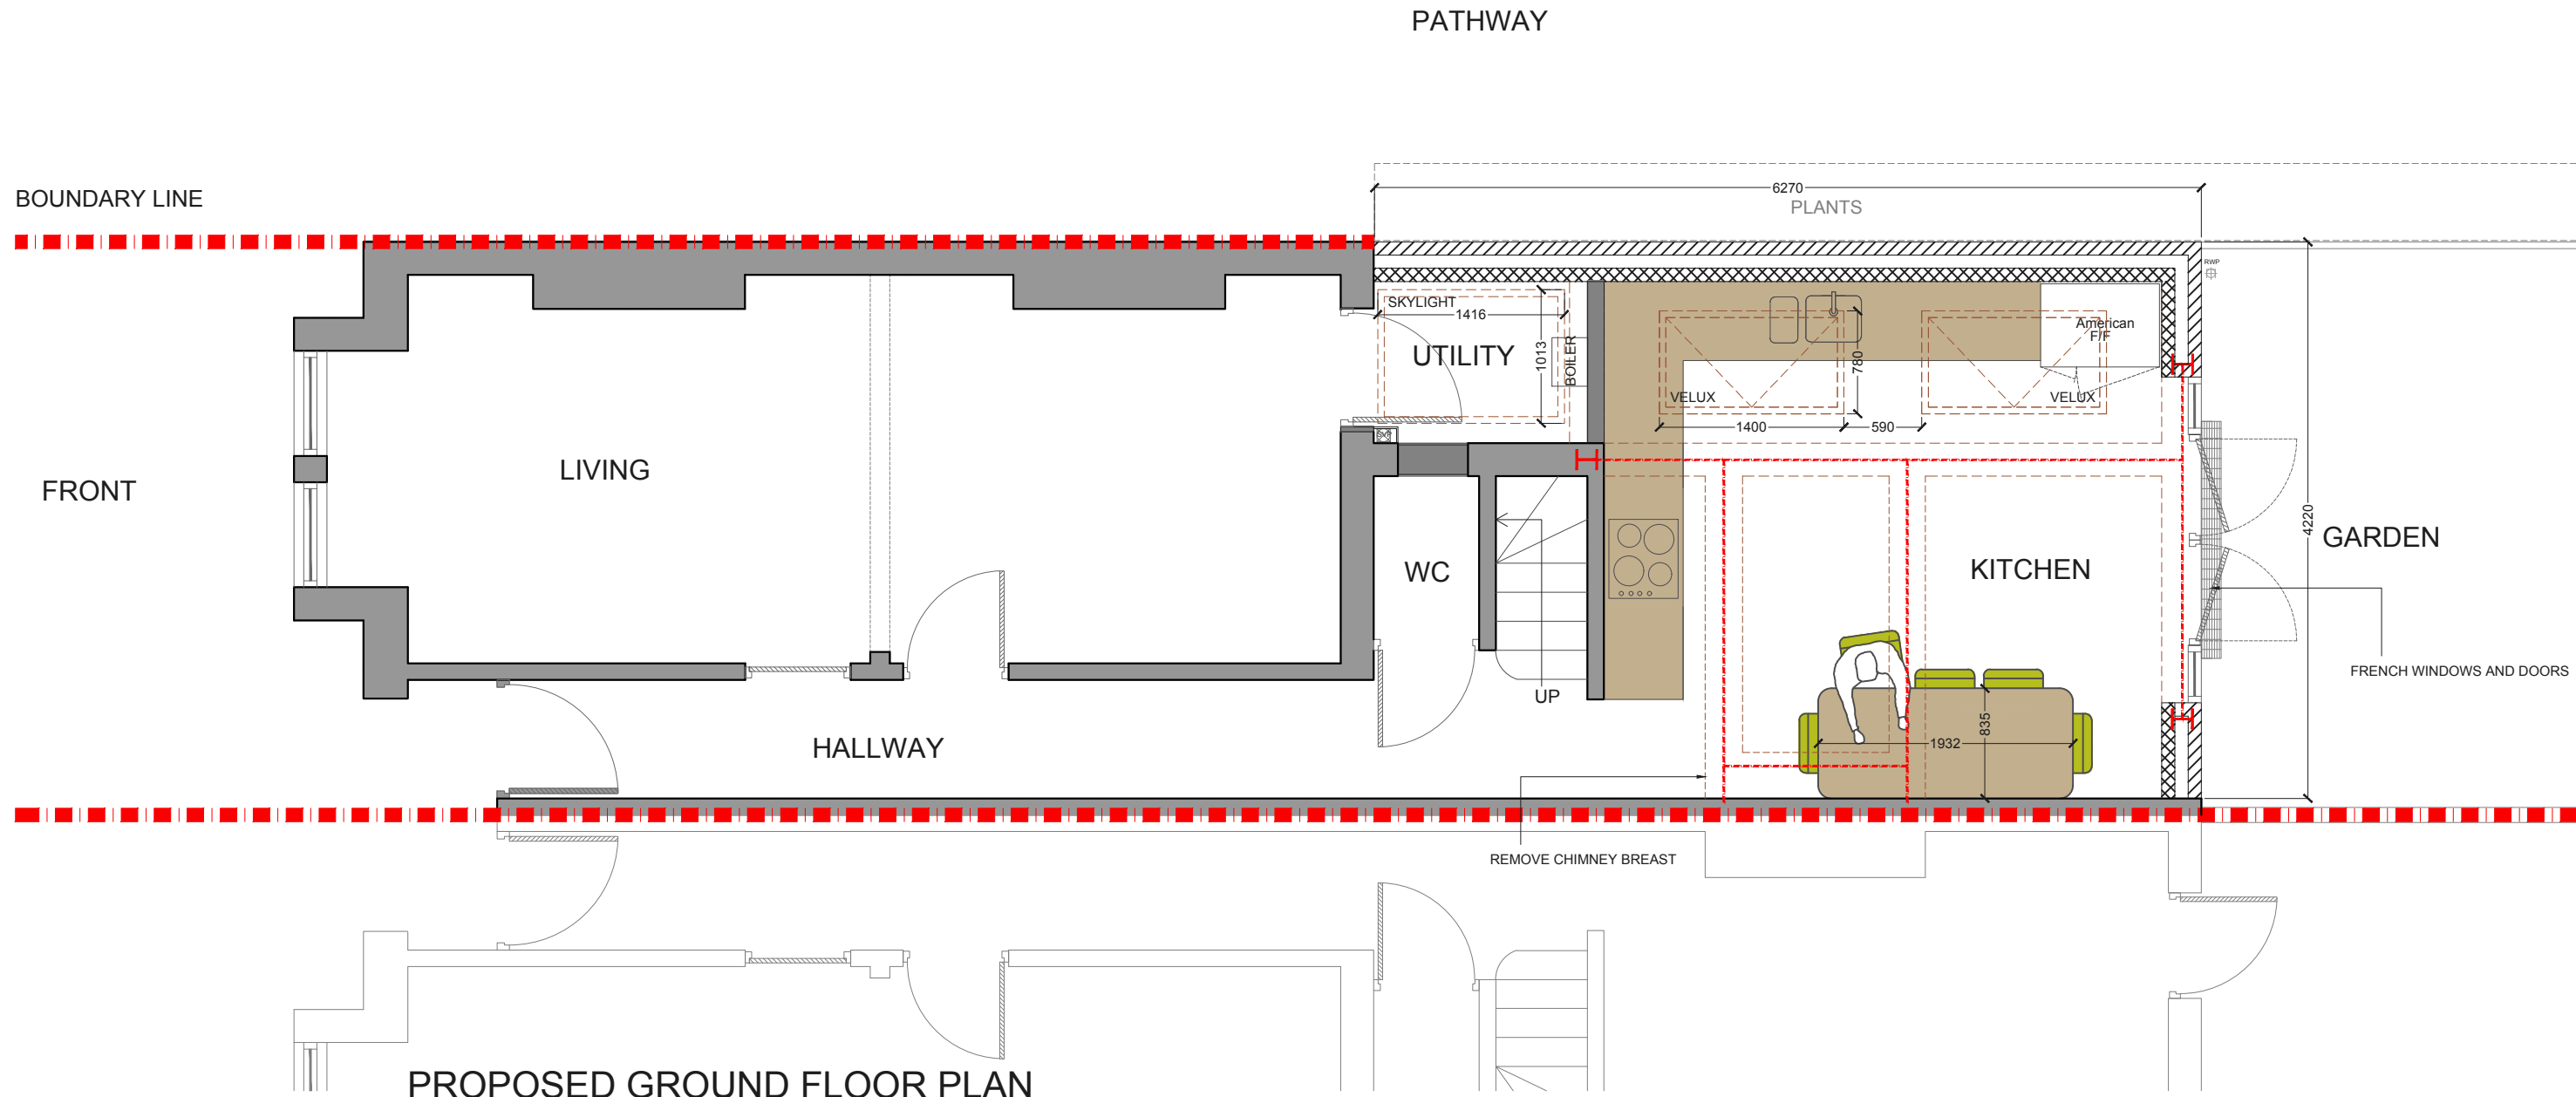 PATHWAY
BOUNDARY LINE
6270
PLANTS
RWP
SKYLIGHT
1416
1013
UTILITY
BOILER
American
F/F
780
VELUX
VELUX
1400
590
LIVING
FRONT
4220
GARDEN
WC
KITCHEN
FRENCH WINDOWS AND DOORS
UP
835
1932
HALLWAY
REMOVE CHIMNEY BREAST
PROPOSED GROUND FLOOR PLAN